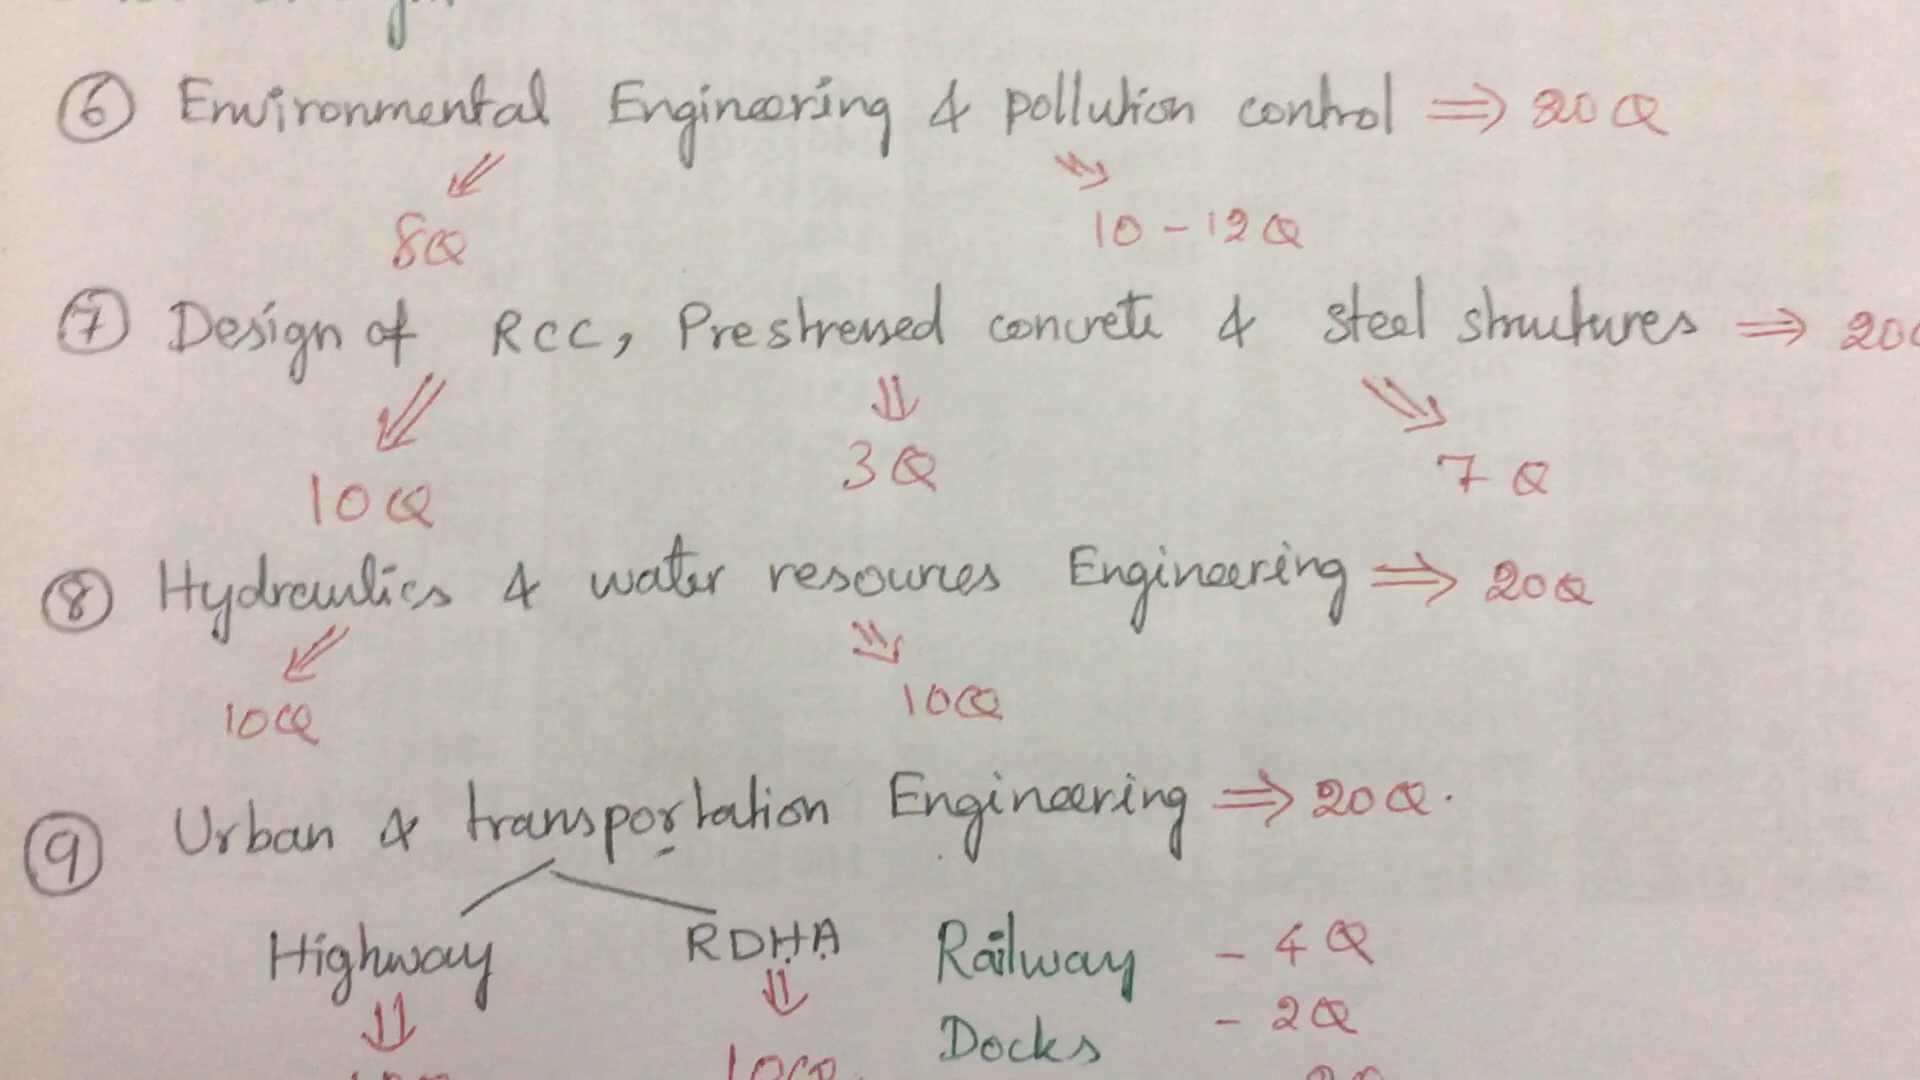 ⑥ Environmental Engineering & pollution control ⇒ 20Q
8Q 10-12Q
⑦ Design of RCC, Prestressed concrete & steel structures ⇒ 20
10Q 3Q 7Q
⑧ Hydraulics & water resources Engineering ⇒ 20Q
10Q 10Q
⑨ Urban & transportation Engineering ⇒ 20Q.
Highway RDHA Railway - 4Q
Docks - 2Q